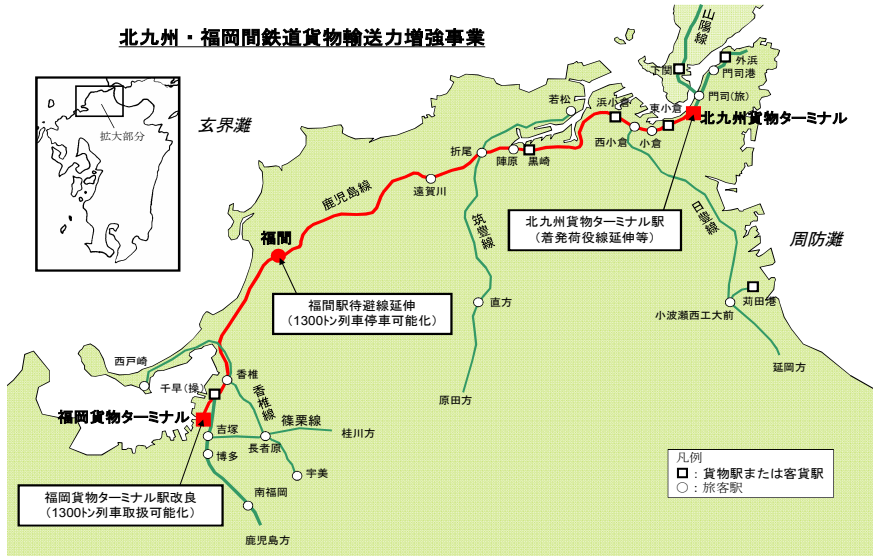 北九州・福岡間鉄道貨物輸送力増強事業
拡大部分
玄界灘
山陽線
下関
外浜
門司港
門司(旅)
北九州貨物ターミナル
東小倉
小倉
西小倉
浜小倉
若松
黒崎
陣原
折尾
遠賀川
鹿児島線
筑豊線
日豊線
周防灘
北九州貨物ターミナル駅
(着発荷役線延伸等)
福間
福間駅待避線延伸
(1300トン列車停車可能化)
直方
原田方
苅田港
小波瀬西工大前
延岡方
西戸崎
香椎
千早(操)
香椎線
福岡貨物ターミナル
篠栗線
桂川方
吉塚
長者原
博多
宇美
南福岡
鹿児島方
福岡貨物ターミナル駅改良
(1300トン列車取扱可能化)
凡例
:貨物駅または客貨駅
:旅客駅